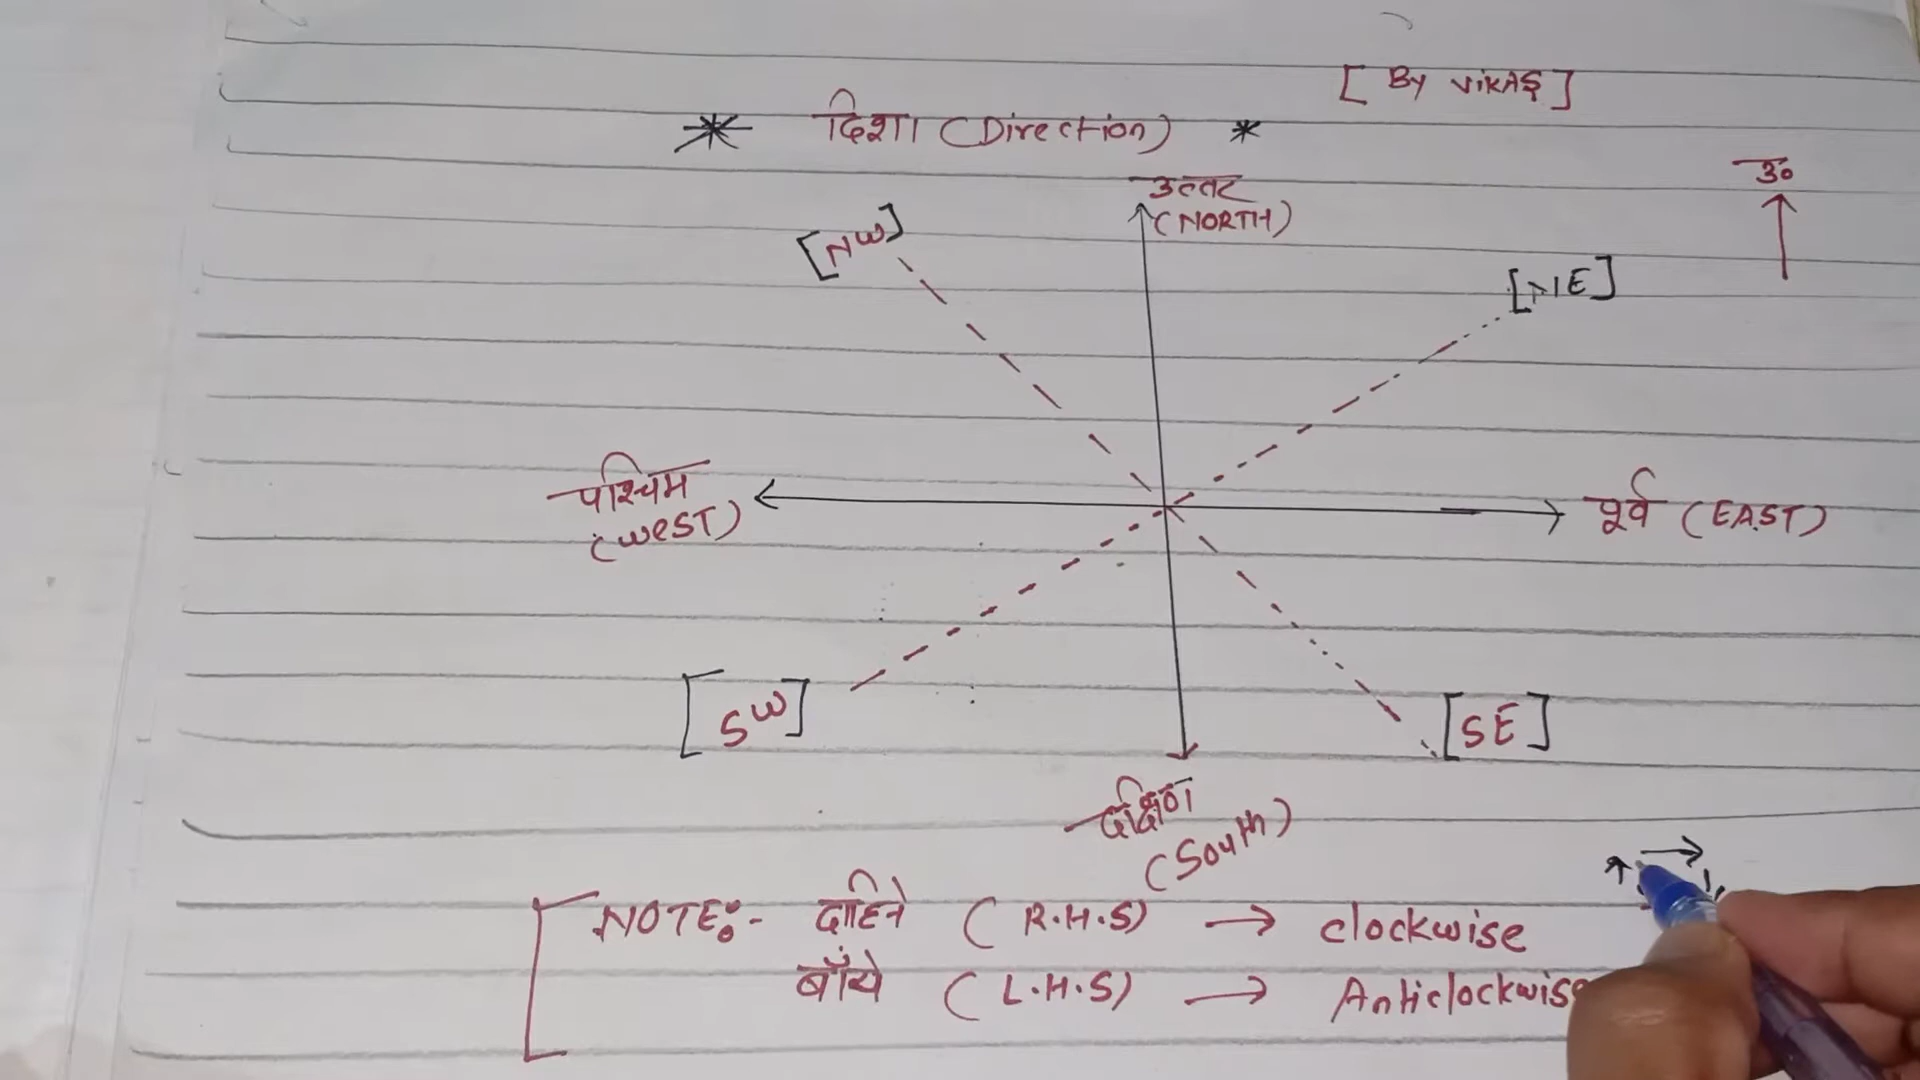 [ By VIKAS ]
* दिशा (Direction) *
उ०
उत्तर
(NORTH)
[NW]
[NE]
पश्चिम
(WeST)
पूर्व (EAST)
[SW]
[SE]
दक्षिण
(South)
NOTE:- दाहिने (R.H.S) → clockwise
बाँये (L.H.S) → Anticlockwise